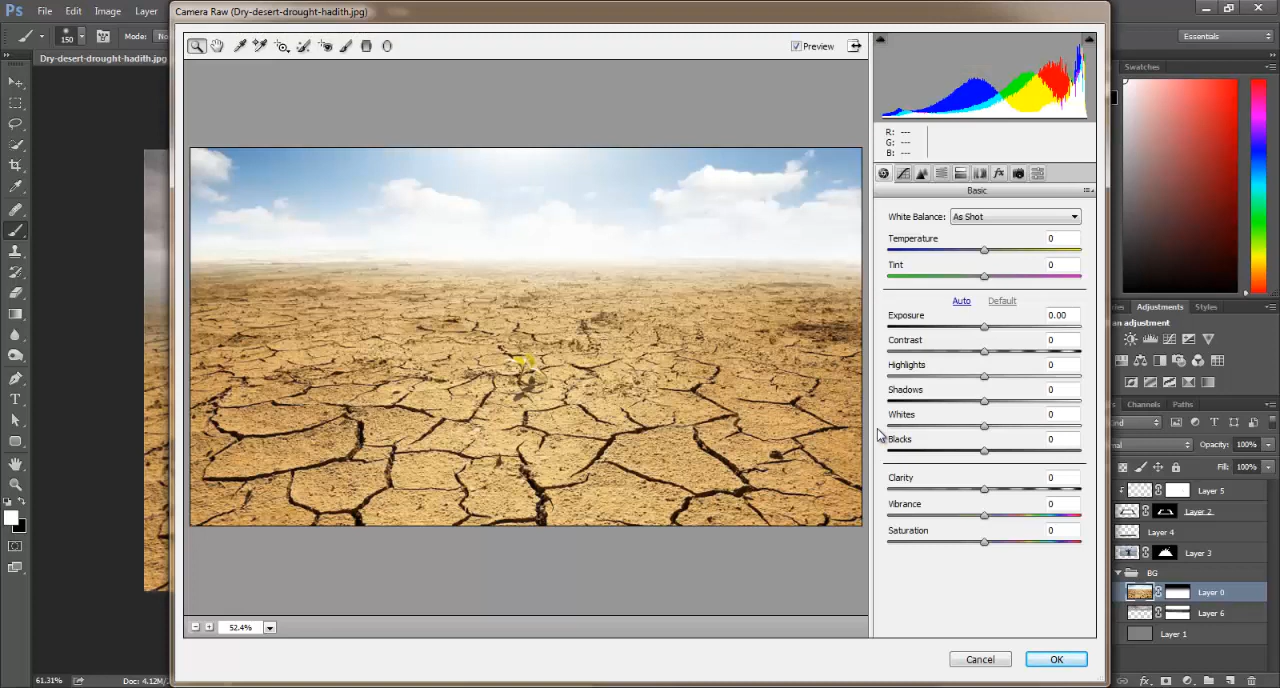 Ps File Edit Image Layer
Camera Raw (Dry-desert-drought-hadith.jpg)
150 Mode:
Essentials
Dry-desert-drought-hadith.jpg
Preview
Swatches
R: ---
G: ---
B: ---
Basic
White Balance: As Shot
Temperature 0
Tint 0
Auto Default
Exposure 0.00
Contrast 0
Highlights 0
Shadows 0
Whites 0
Blacks 0
Clarity 0
Vibrance 0
Saturation 0
Adjustments Styles
an adjustment
Channels Paths
Opacity: 100%
Fill: 100%
Layer 5
Layer 2
Layer 4
Layer 3
BG
Layer 0
Layer 6
Layer 1
52.4%
Cancel OK
61.31% Doc: 4.12M/